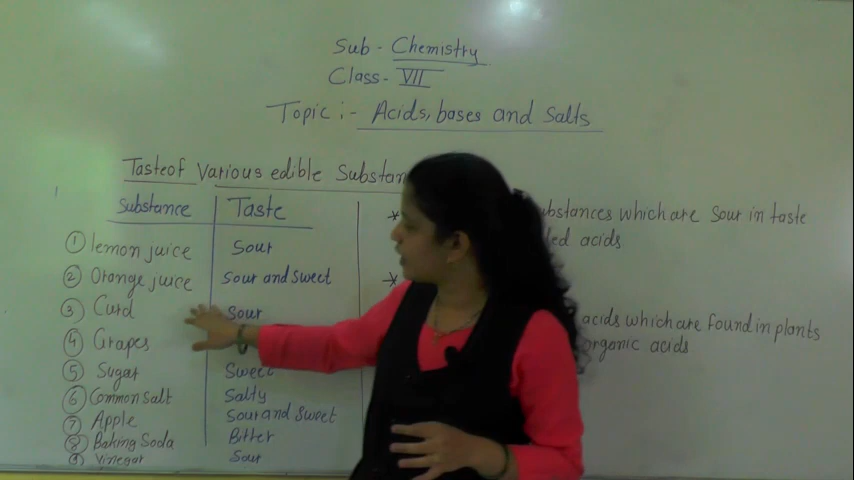 Sub - Chemistry
Class - VII
Topic :- Acids, bases and Salts
Taste of Various edible
Substance Taste
① lemon juice Sour
② Orange juice Sour and Sweet
③ Curd Sour
④ Grapes
⑤ Sugar Sweet
⑥ Common Salt Salty
⑦ Apple Sour and Sweet
⑧ Baking Soda Bitter
⑨ Vinegar Sour
* which are Sour in taste
acids
*
acids which are found in plants
organic acids